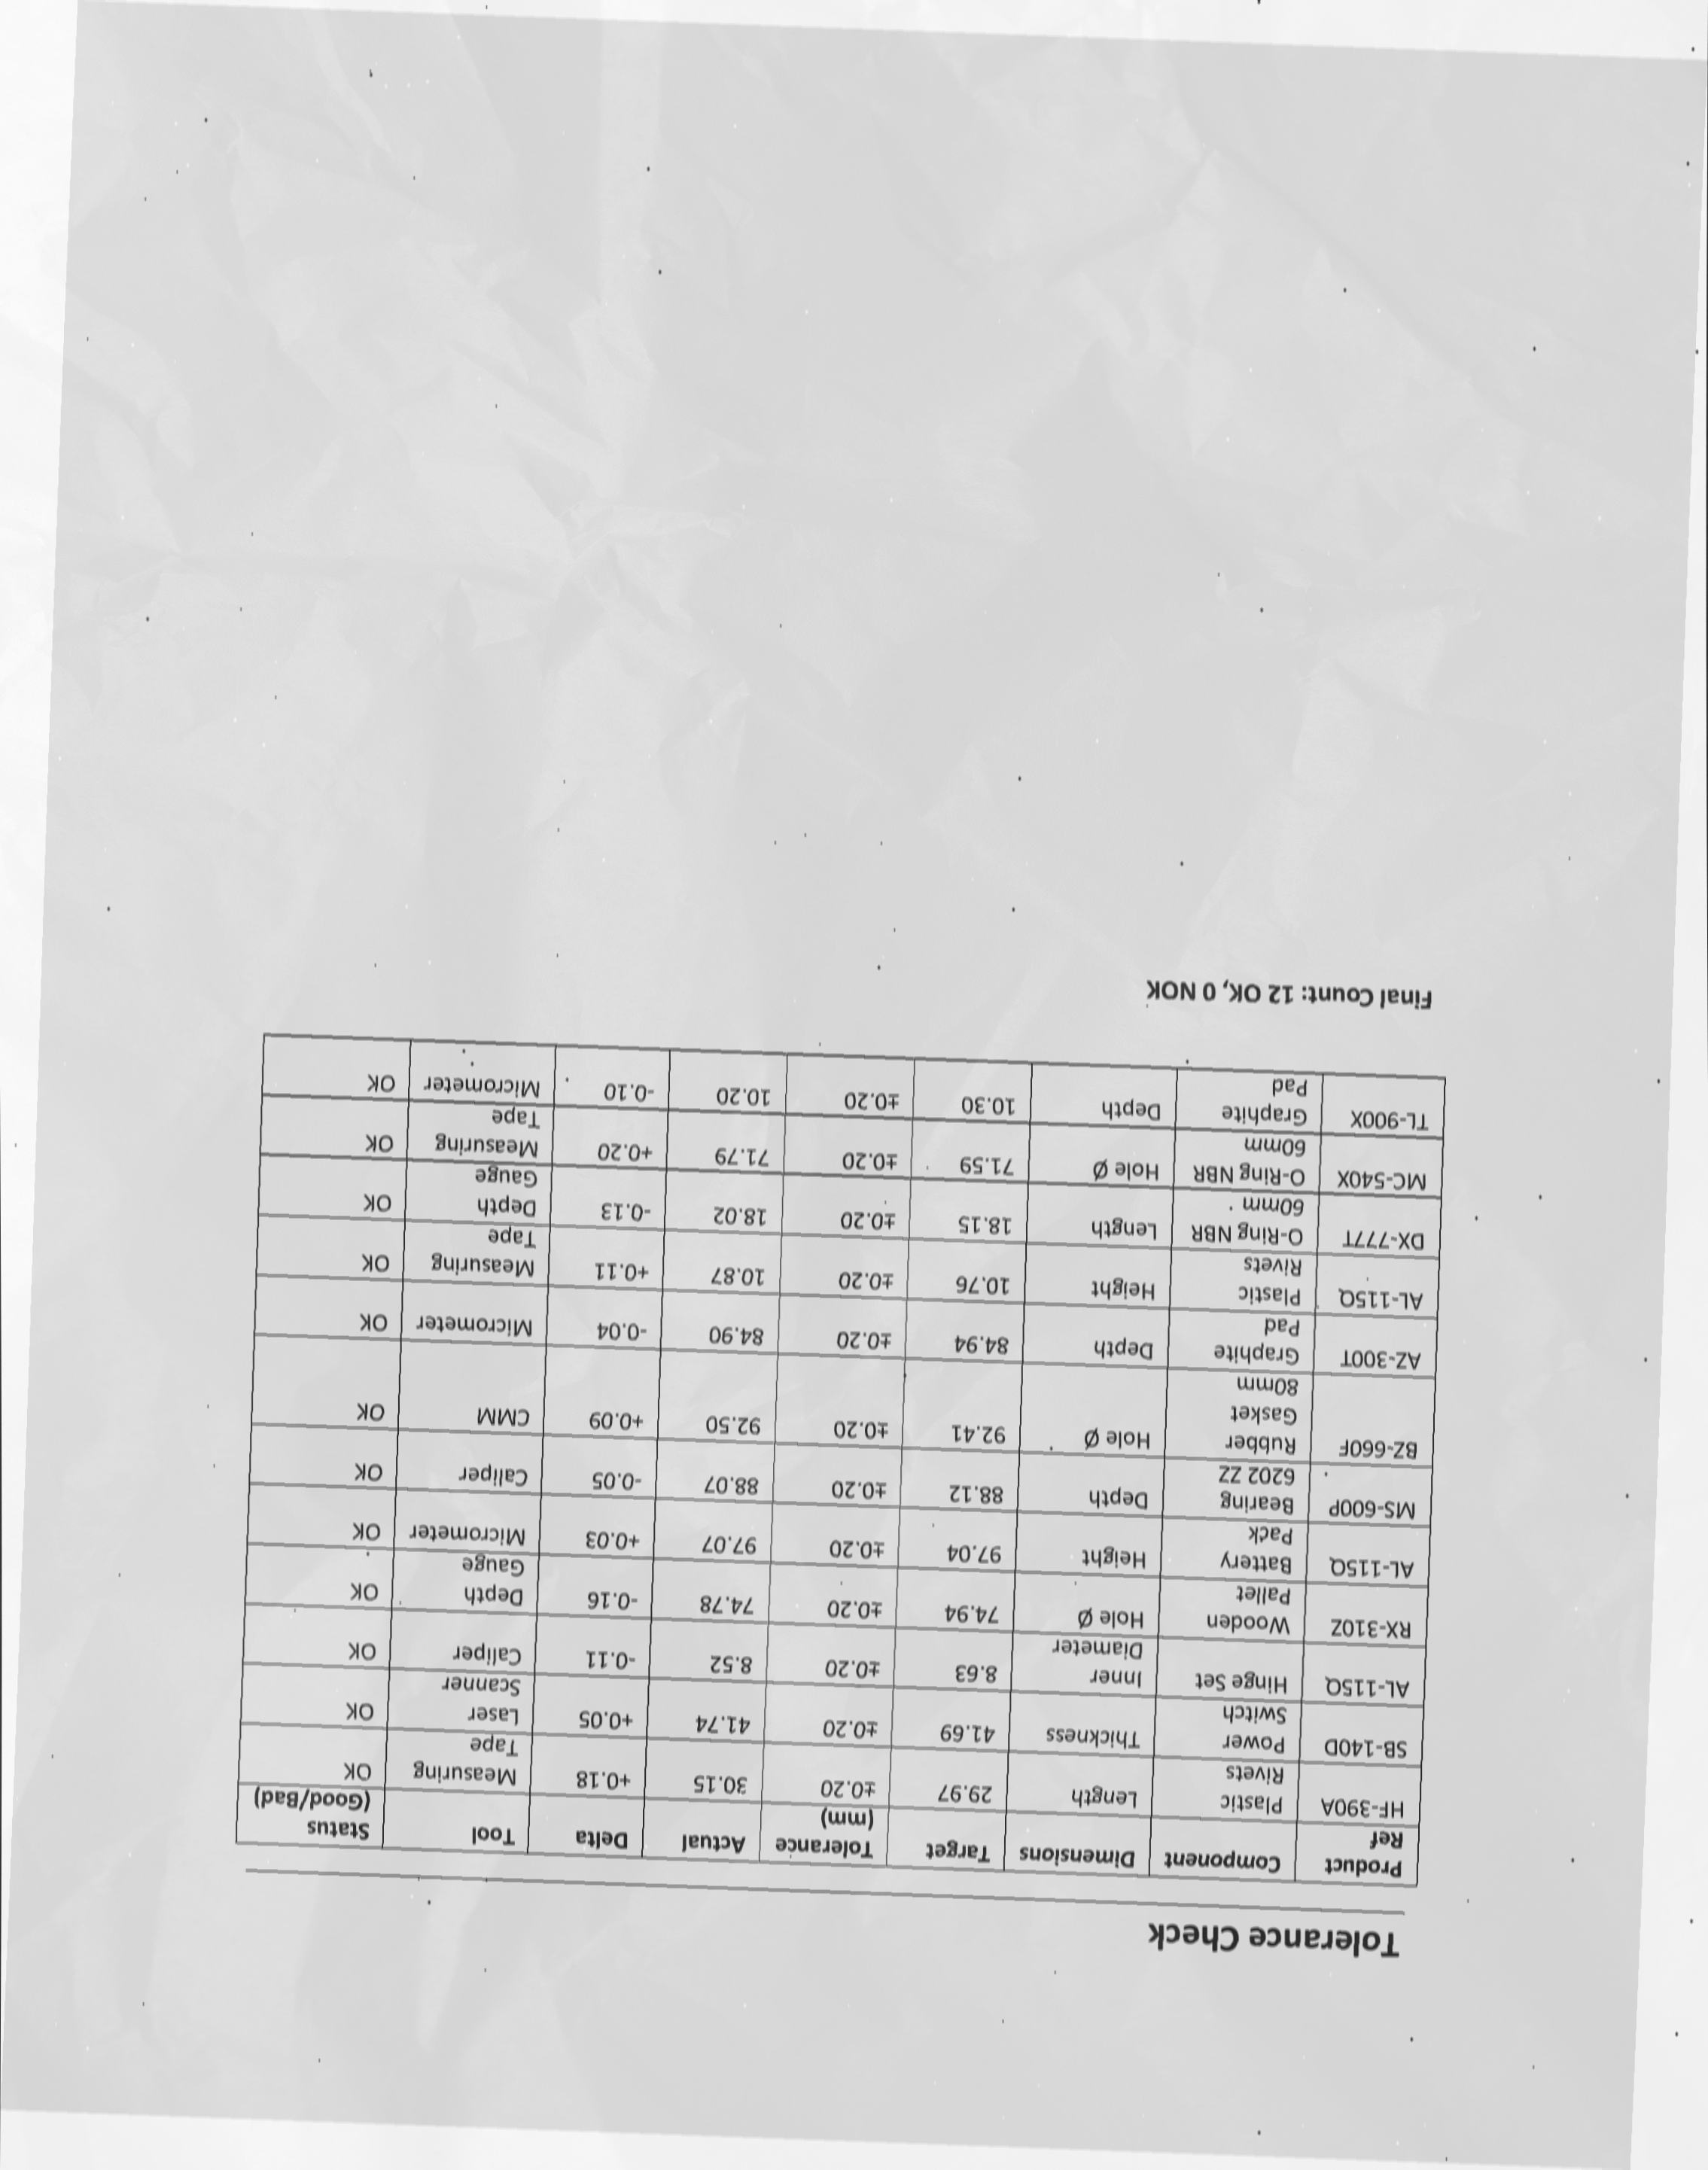 Tolerance Check
Product Ref Component Dimensions Target Tolerance (mm) Actual Delta Tool Status (Good/Bad)
HF-390A Plastic Rivets Length 29.97 ±0.20 30.15 +0.18 Measuring Tape OK
SB-140D Power Switch Thickness 41.69 ±0.20 41.74 +0.05 Laser Scanner OK
AL-115Q Hinge Set Inner Diameter 8.63 ±0.20 8.52 -0.11 Caliper OK
RX-310Z Wooden Pallet Hole Ø 74.94 ±0.20 74.78 -0.16 Depth Gauge OK
AL-115Q Battery Pack Height 97.04 ±0.20 97.07 +0.03 Micrometer OK
MS-600P Bearing 6202 ZZ Depth 88.12 ±0.20 88.07 -0.05 Caliper OK
BZ-660F Rubber Gasket 80mm Hole Ø 92.41 ±0.20 92.50 +0.09 CMM OK
AZ-300T Graphite Pad Depth 84.94 ±0.20 84.90 -0.04 Micrometer OK
AL-115Q Plastic Rivets Height 10.76 ±0.20 10.87 +0.11 Measuring Tape OK
DX-777T O-Ring NBR 60mm Length 18.15 ±0.20 18.02 -0.13 Depth Gauge OK
MC-540X O-Ring NBR 60mm Hole Ø 71.59 ±0.20 71.79 +0.20 Measuring Tape OK
TL-900X Graphite Pad Depth 10.30 ±0.20 10.20 -0.10 Micrometer OK
Final Count: 12 OK, 0 NOK